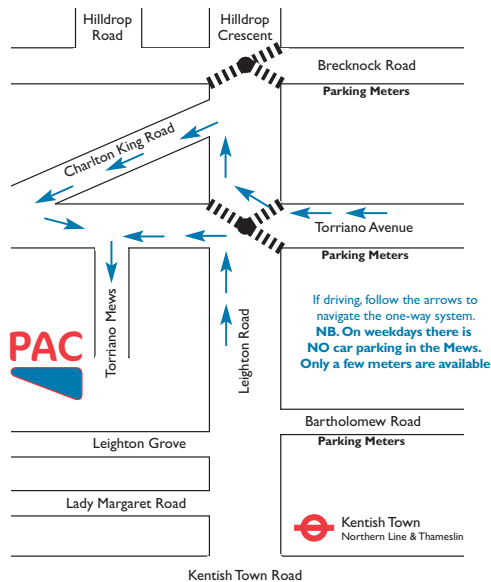 Hilldrop
Road
Hilldrop
Crescent
Brecknock Road
Parking Meters
Charlton King Road
Torriano Avenue
Parking Meters
Torriano Mews
Leighton Road
If driving, follow the arrows to
navigate the one-way system.
NB. On weekdays there is
NO car parking in the Mews.
Only a few meters are available
PAC
Bartholomew Road
Parking Meters
Leighton Grove
Lady Margaret Road
Kentish Town
Northern Line & Thameslin
Kentish Town Road